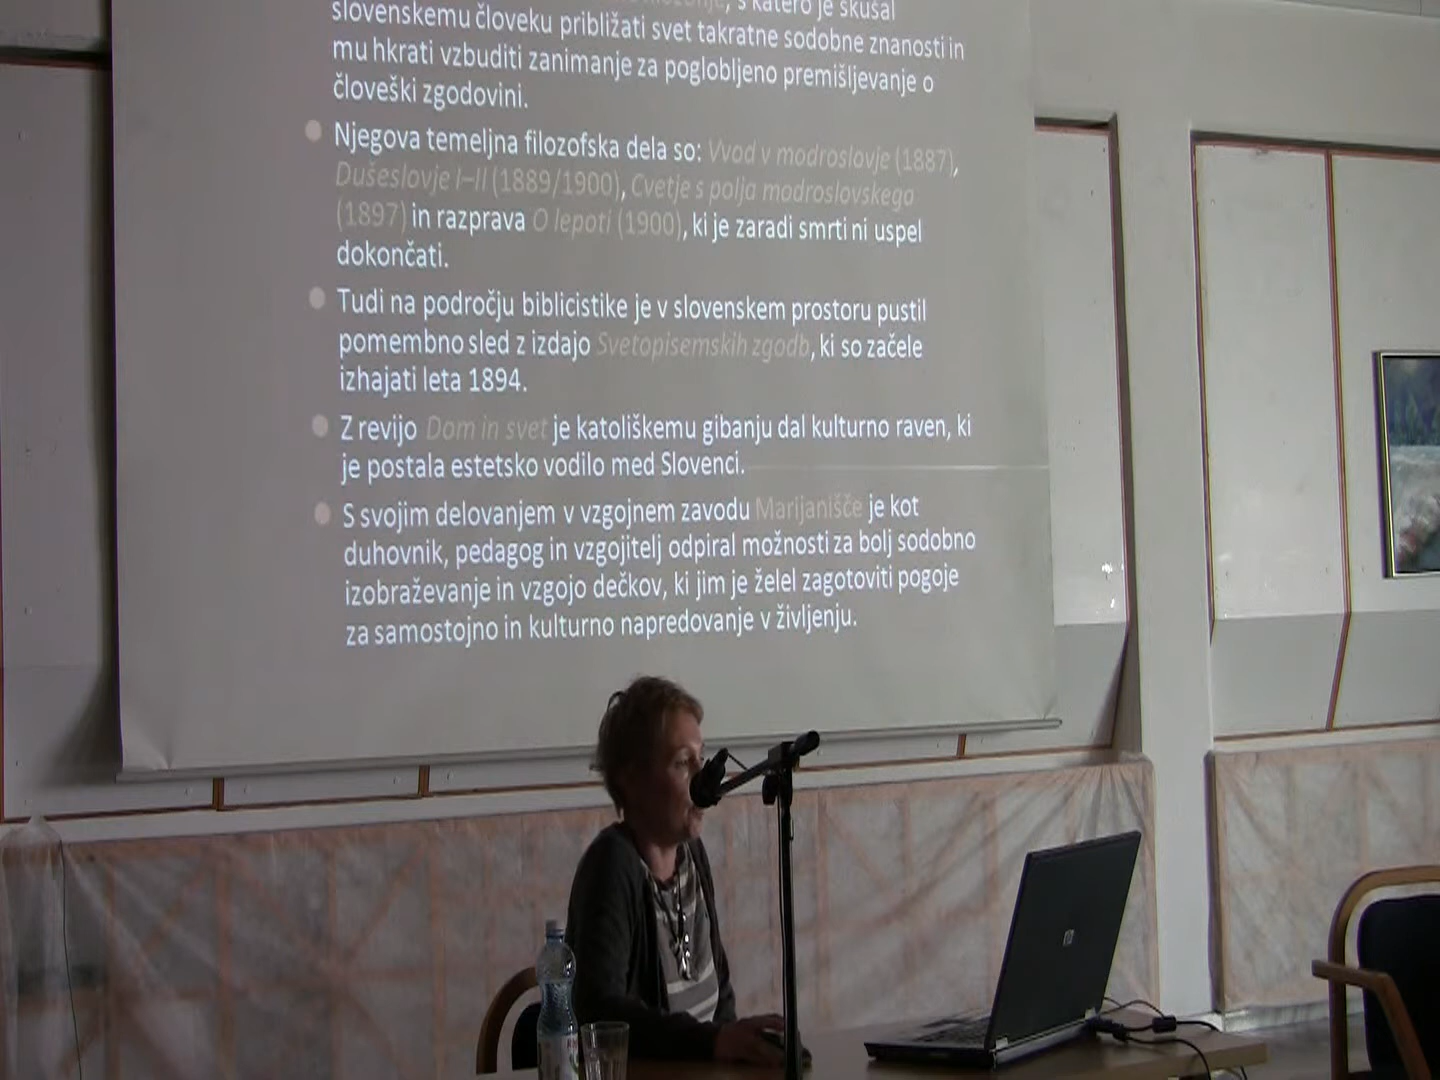 , s katero je skušal
slovenskemu človeku približati svet takratne sodobne znanosti in
mu hkrati vzbuditi zanimanje za poglobljeno premišljevanje o
človeški zgodovini.
Njegova temeljna filozofska dela so: Vvod v modroslovje (1887),
Dušeslovje I–II (1889/1900), Cvetje s polja modroslovskega
(1897) in razprava O lepoti (1900), ki je zaradi smrti ni uspel
dokončati.
Tudi na področju biblicistike je v slovenskem prostoru pustil
pomembno sled z izdajo Svetopisemskih zgodb, ki so začele
izhajati leta 1894.
Z revijo Dom in svet je katoliškemu gibanju dal kulturno raven, ki
je postala estetsko vodilo med Slovenci.
S svojim delovanjem v vzgojnem zavodu Marijanišče je kot
duhovnik, pedagog in vzgojitelj odpiral možnosti za bolj sodobno
izobraževanje in vzgojo dečkov, ki jim je želel zagotoviti pogoje
za samostojno in kulturno napredovanje v življenju.
hp